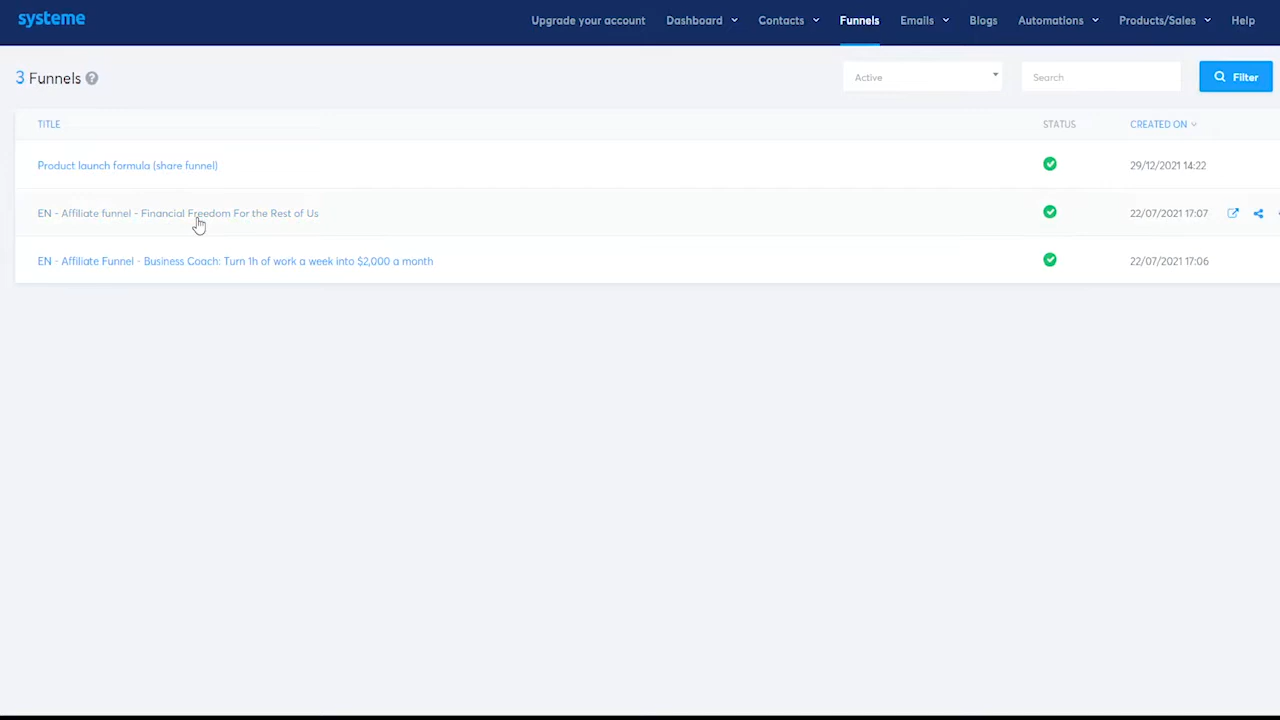 systeme
Upgrade your account Dashboard Contacts Funnels Emails Blogs Automations Products/Sales Help
3 Funnels ?
Active Search Filter
TITLE STATUS CREATED ON
Product launch formula (share funnel) 29/12/2021 14:22
EN - Affiliate funnel - Financial Freedom For the Rest of Us 22/07/2021 17:07
EN - Affiliate Funnel - Business Coach: Turn 1h of work a week into $2,000 a month 22/07/2021 17:06